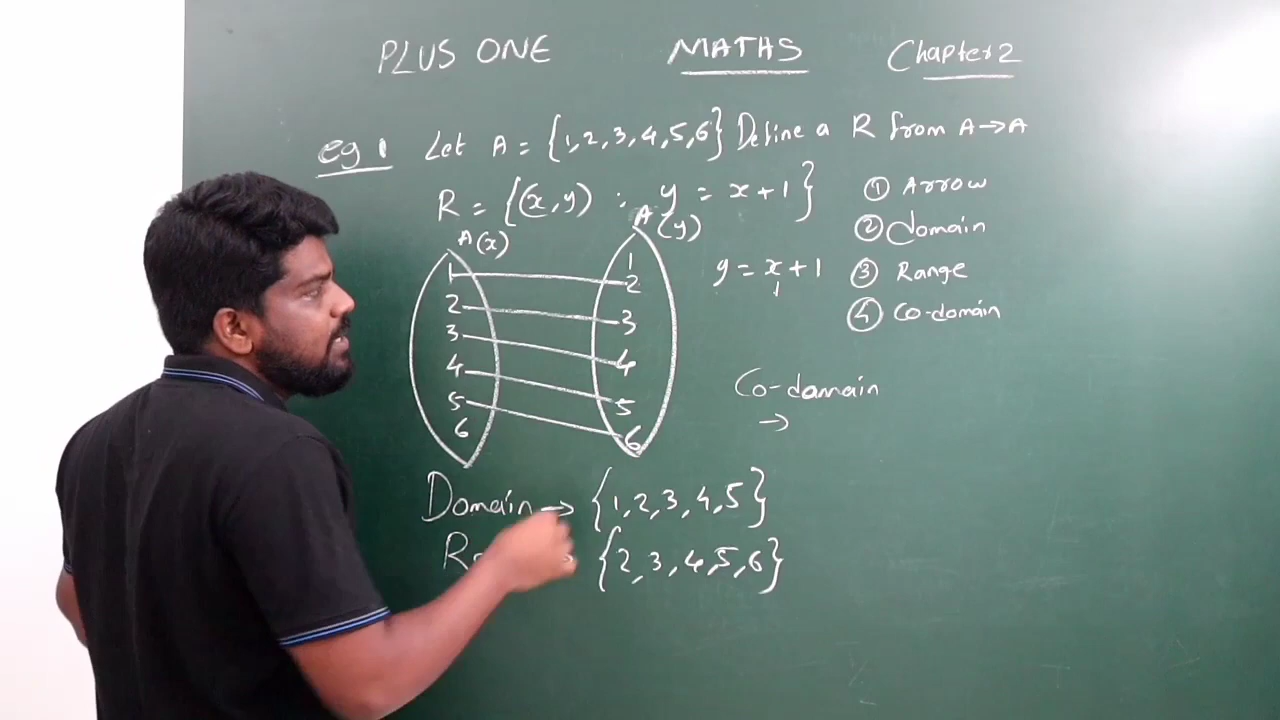 PLUS ONE MATHS Chapter 2
eg 1 Let A = {1,2,3,4,5,6} Define a R from A→A
R = {(x,y) : y = x+1}
① Arrow
② domain
③ Range
④ Co-domain
A(x)
A(y)
1
2
3
4
5
6
1
2
3
4
5
6
y = x+1
1
Co-domain
→
Domain → {1,2,3,4,5}
{2,3,4,5,6}